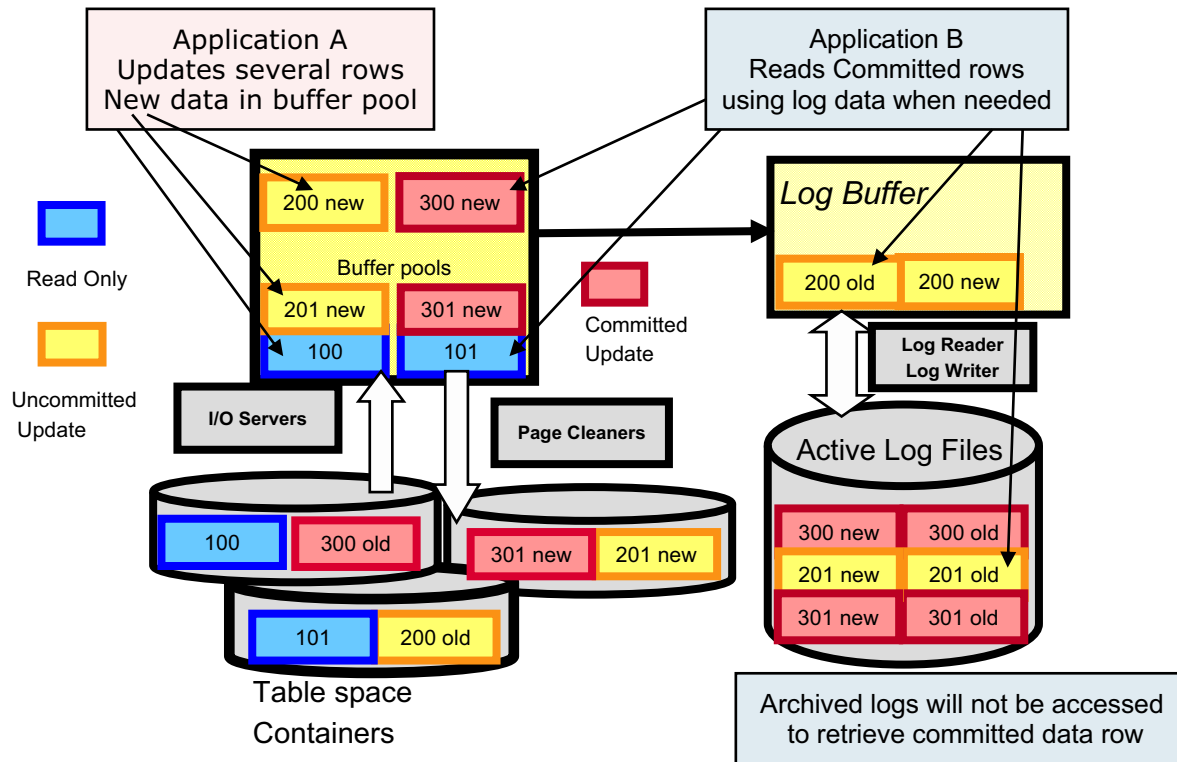 Application A
Updates several rows
New data in buffer pool
Application B
Reads Committed rows
using log data when needed
200 new
300 new
Buffer pools
201 new
301 new
100
101
Read Only
Uncommitted
Update
Committed
Update
Log Buffer
200 old
200 new
Log Reader
Log Writer
I/O Servers
Page Cleaners
Active Log Files
300 new
300 old
201 new
201 old
301 new
301 old
100
300 old
301 new
201 new
101
200 old
Table space
Containers
Archived logs will not be accessed
to retrieve committed data row